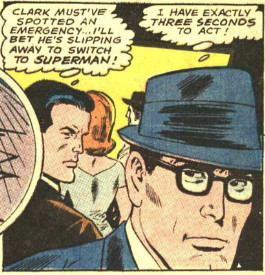 CLARK MUST'VE
SPOTTED AN
EMERGENCY...I'LL
BET HE'S SLIPPING
AWAY TO SWITCH
TO SUPERMAN!
I HAVE EXACTLY
THREE SECONDS
TO ACT!